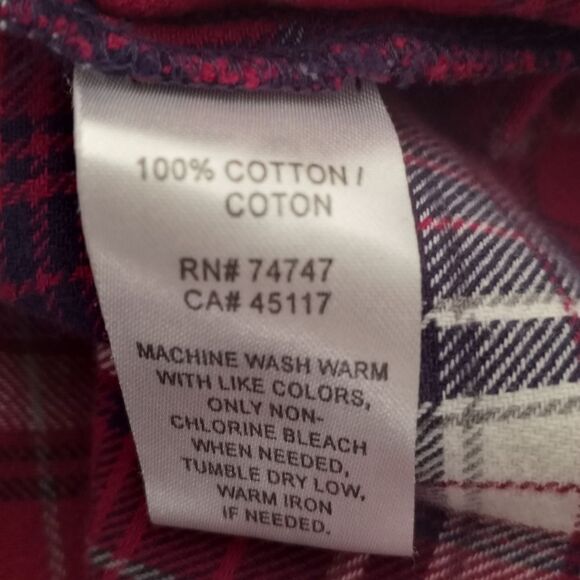 100% COTTON /
COTON
RN# 74747
CA# 45117
MACHINE WASH WARM
WITH LIKE COLORS,
ONLY NON-
CHLORINE BLEACH
WHEN NEEDED,
TUMBLE DRY LOW,
WARM IRON
IF NEEDED.